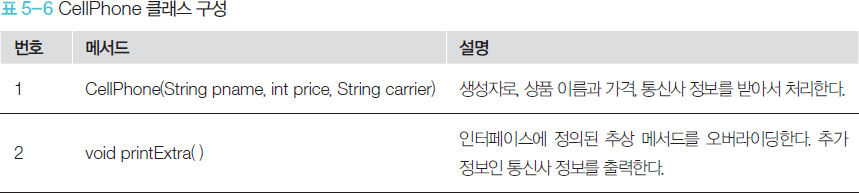 표 5-6 CellPhone 클래스 구성
번호 메서드 설명
1 CellPhone(String pname, int price, String carrier) 생성자로, 상품 이름과 가격, 통신사 정보를 받아서 처리한다.
2 void printExtra( ) 인터페이스에 정의된 추상 메서드를 오버라이딩한다. 추가
정보인 통신사 정보를 출력한다.